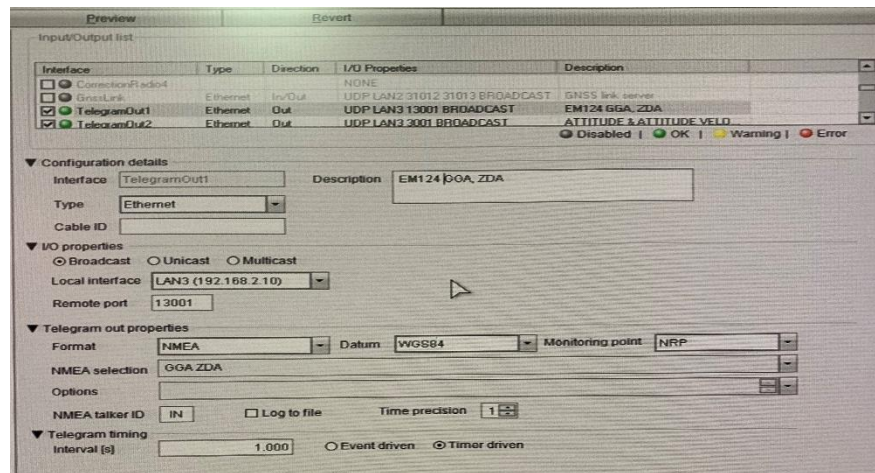 Preview Revert
Input/Output list
Interface Type Direction I/O Properties Description
CorrectionRadio4 NONE
GnssLink Ethernet In/Out UDP LAN2 31012 31013 BROADCAST GNSS link server
TelegramOut1 Ethernet Out UDP LAN3 13001 BROADCAST EM124 GGA, ZDA
TelegramOut2 Ethernet Out UDP LAN3 3001 BROADCAST ATTITUDE & ATTITUDE VELO...
Disabled | OK | Warning | Error
Configuration details
Interface TelegramOut1 Description EM124 GGA, ZDA
Type Ethernet
Cable ID
I/O properties
Broadcast Unicast Multicast
Local interface LAN3 (192.168.2.10)
Remote port 13001
Telegram out properties
Format NMEA Datum WGS84 Monitoring point NRP
NMEA selection GGA ZDA
Options
NMEA talker ID IN Log to file Time precision 1
Telegram timing
Interval [s] 1.000 Event driven Timer driven